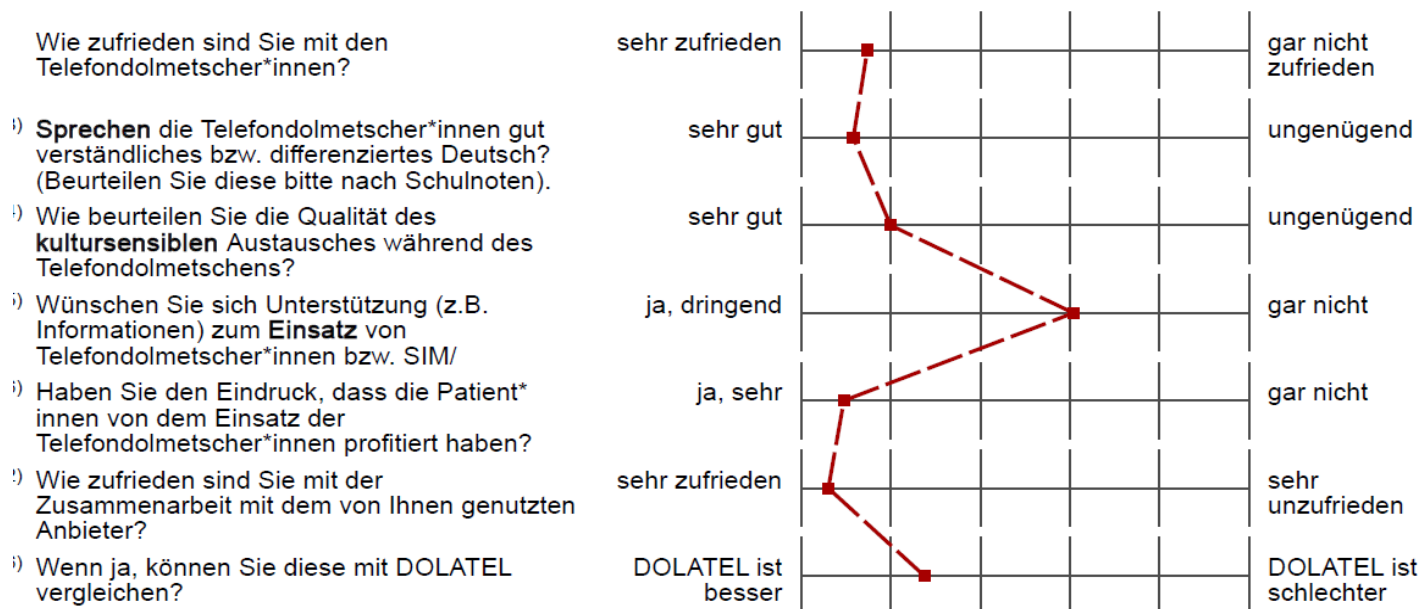 Wie zufrieden sind Sie mit den
Telefondolmetscher*innen?
sehr zufrieden
gar nicht
zufrieden
3) Sprechen die Telefondolmetscher*innen gut
verständliches bzw. differenziertes Deutsch?
(Beurteilen Sie diese bitte nach Schulnoten).
sehr gut
ungenügend
4) Wie beurteilen Sie die Qualität des
kultursensiblen Austausches während des
Telefondolmetschens?
sehr gut
ungenügend
5) Wünschen Sie sich Unterstützung (z.B.
Informationen) zum Einsatz von
Telefondolmetscher*innen bzw. SIM/
ja, dringend
gar nicht
) Haben Sie den Eindruck, dass die Patient*
innen von dem Einsatz der
Telefondolmetscher*innen profitiert haben?
ja, sehr
gar nicht
2) Wie zufrieden sind Sie mit der
Zusammenarbeit mit dem von Ihnen genutzten
Anbieter?
sehr zufrieden
sehr
unzufrieden
) Wenn ja, können Sie diese mit DOLATEL
vergleichen?
DOLATEL ist
besser
DOLATEL ist
schlechter